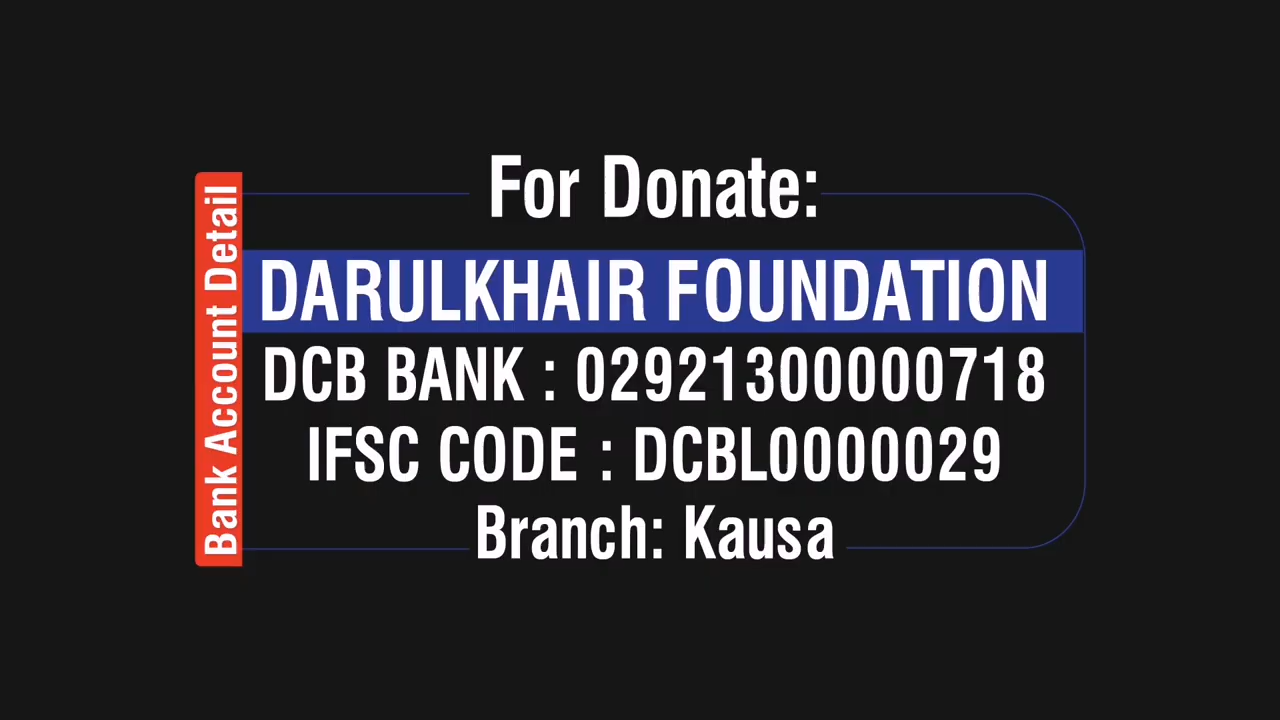 For Donate:
Bank Account Detail
DARULKHAIR FOUNDATION
DCB BANK : 02921300000718
IFSC CODE : DCBL0000029
Branch: Kausa